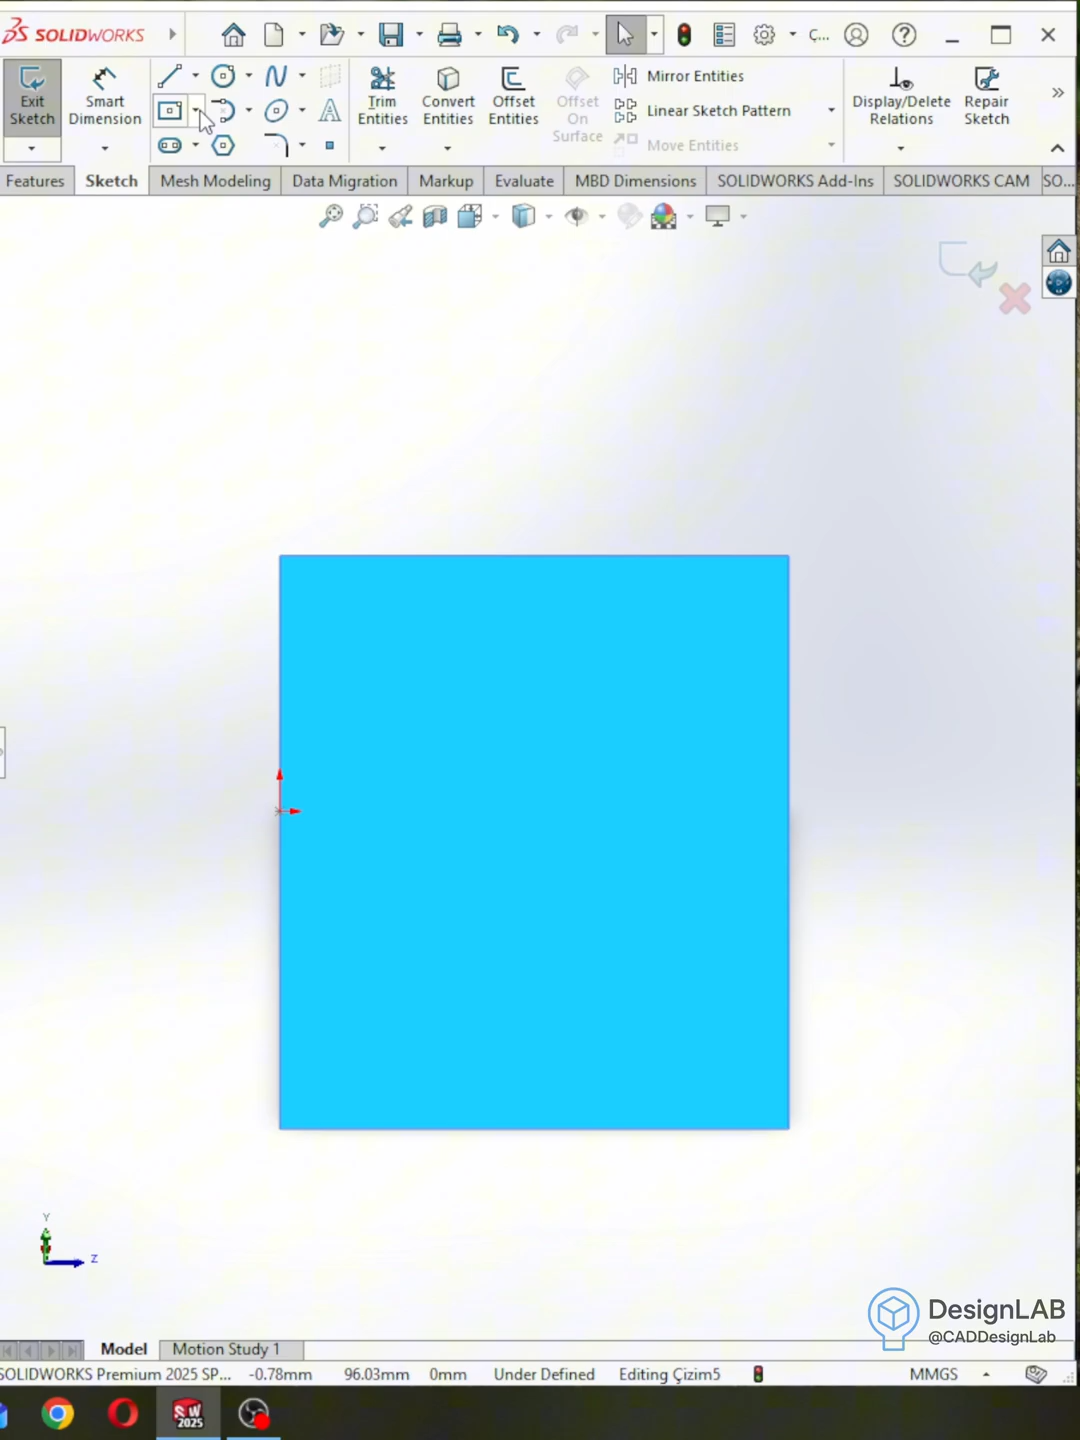 SOLIDWORKS
Ç...
Exit Sketch
Smart Dimension
Trim Entities
Convert Entities
Offset Entities
Offset On Surface
Mirror Entities
Linear Sketch Pattern
Move Entities
Display/Delete Relations
Repair Sketch
Features
Sketch
Mesh Modeling
Data Migration
Markup
Evaluate
MBD Dimensions
SOLIDWORKS Add-Ins
SOLIDWORKS CAM
SO...
Y
Z
DesignLAB
@CADDesignLab
Model
Motion Study 1
SOLIDWORKS Premium 2025 SP...
-0.78mm
96.03mm
0mm
Under Defined
Editing Çizim5
MMGS
SW
2025